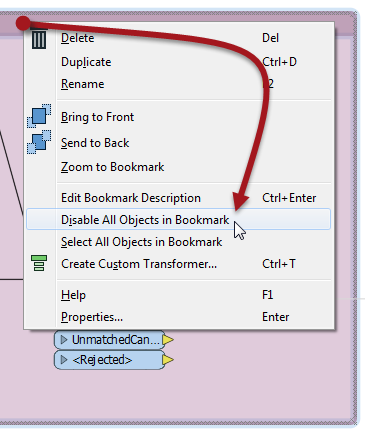 Delete Del
Duplicate Ctrl+D
Rename F2
Bring to Front
Send to Back
Zoom to Bookmark
Edit Bookmark Description Ctrl+Enter
Disable All Objects in Bookmark
Select All Objects in Bookmark
Create Custom Transformer... Ctrl+T
Help F1
Properties... Enter
UnmatchedCan...
<Rejected>